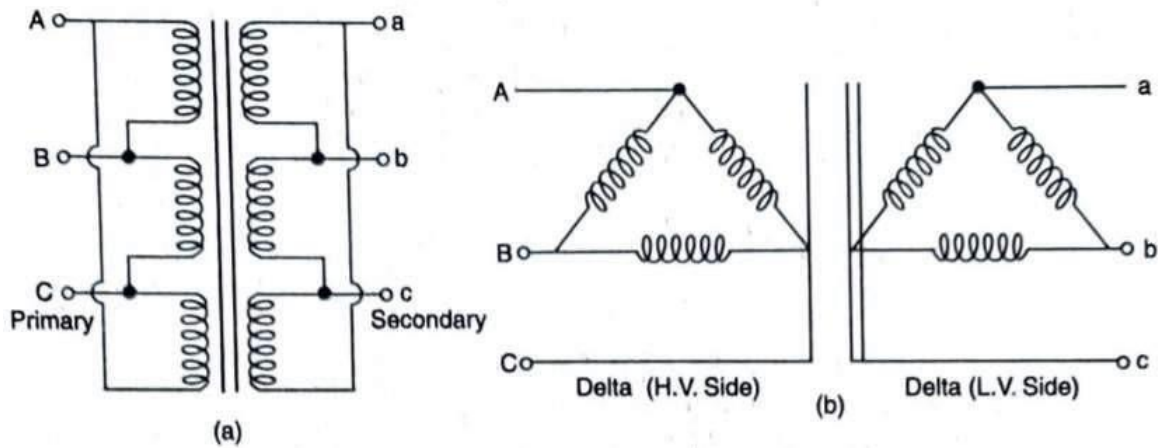 A
a
B
b
C
c
Primary
Secondary
(a)
A
a
B
b
C
c
Delta (H.V. Side)
Delta (L.V. Side)
(b)